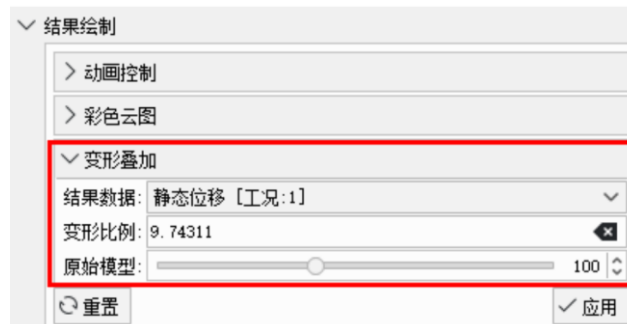 结果绘制
动画控制
彩色云图
变形叠加
结果数据: 静态位移 [工况:1]
变形比例: 9.74311
原始模型: 100
重置 应用